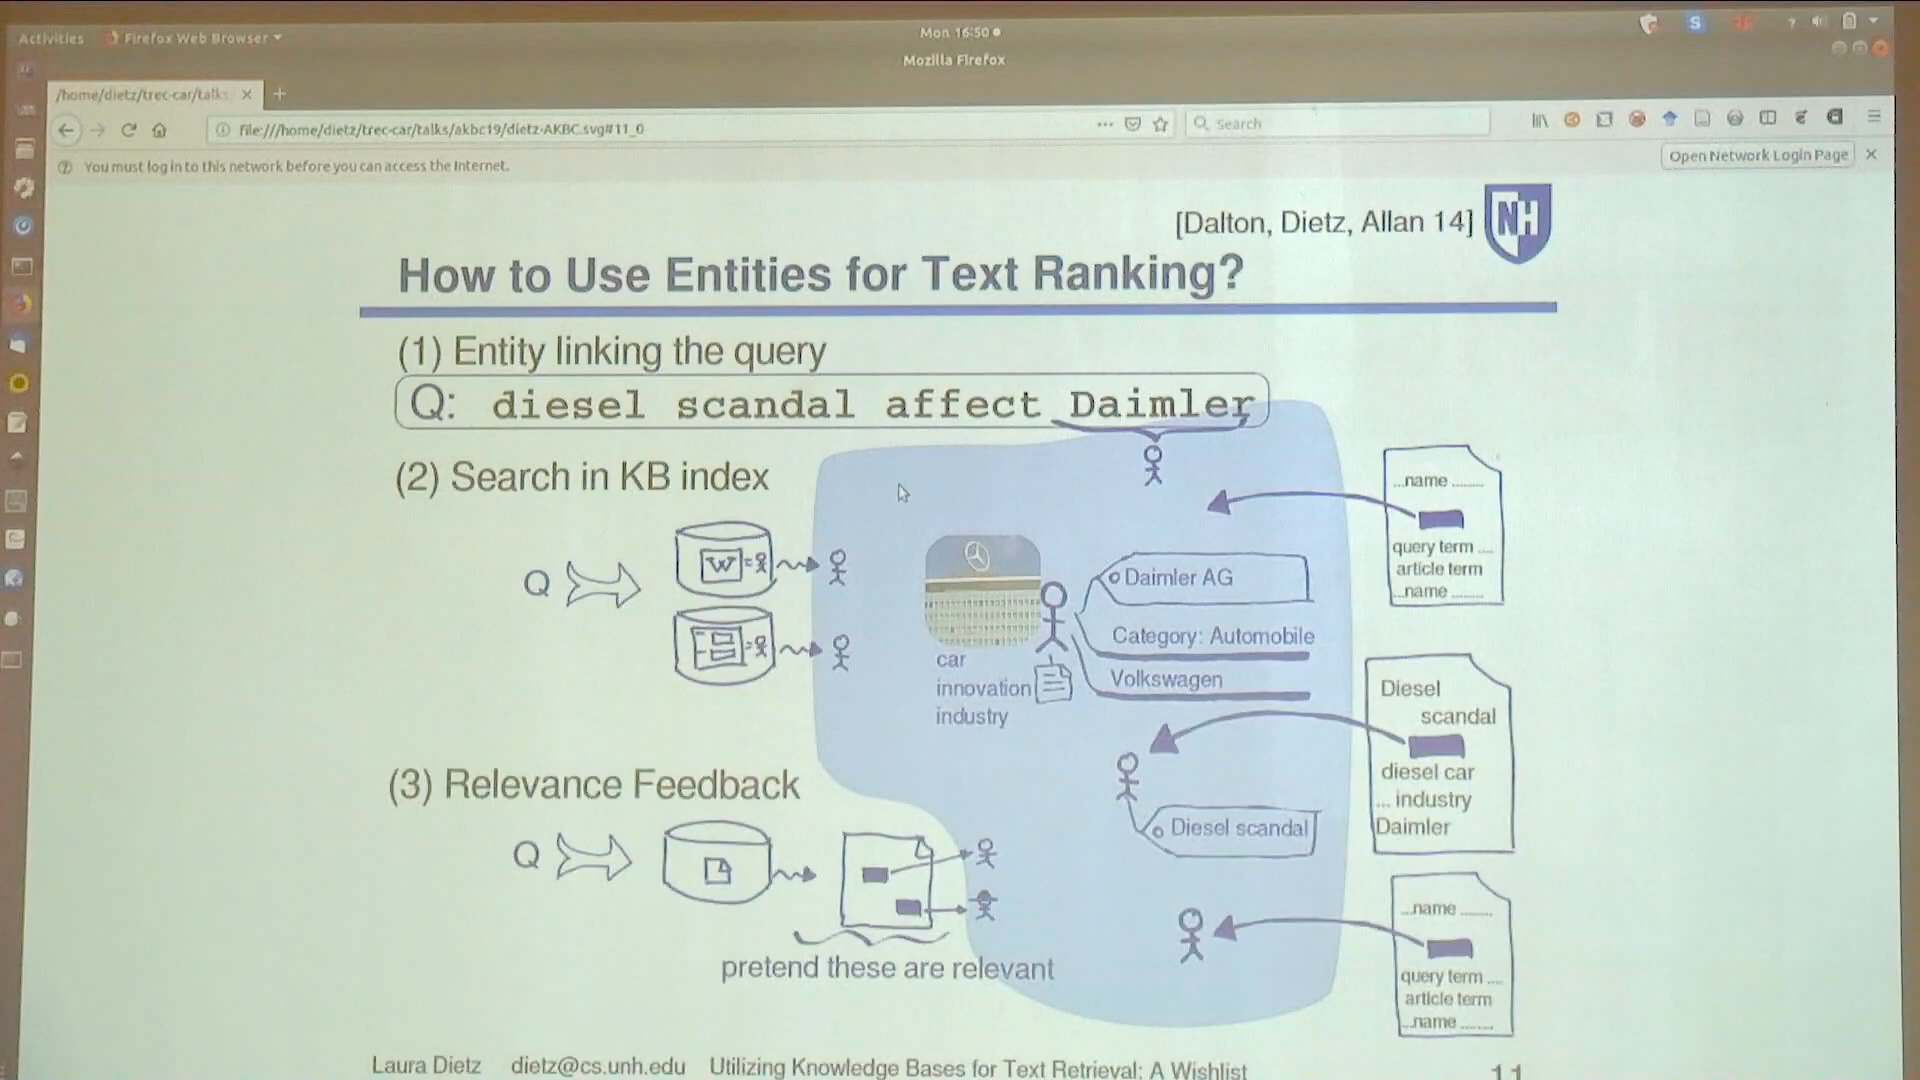 Activities Firefox Web Browser
Mon 16:50
Mozilla Firefox
/home/dietz/trec-car/talks
file:///home/dietz/trec-car/talks/akbc19/dietz-AKBC.svg#11_0
Search
You must log in to this network before you can access the Internet.
Open Network Login Page
[Dalton, Dietz, Allan 14]
NH
How to Use Entities for Text Ranking?
(1) Entity linking the query
Q: diesel scandal affect Daimler
(2) Search in KB index
Q
W
Daimler AG
Category: Automobile
Volkswagen
car
innovation
industry
Diesel scandal
(3) Relevance Feedback
Q
pretend these are relevant
...name ........
query term ....
article term
...name ........
Diesel
scandal
diesel car
... industry
Daimler
...name ........
query term ....
article term
...name ........
Laura Dietz dietz@cs.unh.edu Utilizing Knowledge Bases for Text Retrieval: A Wishlist
11